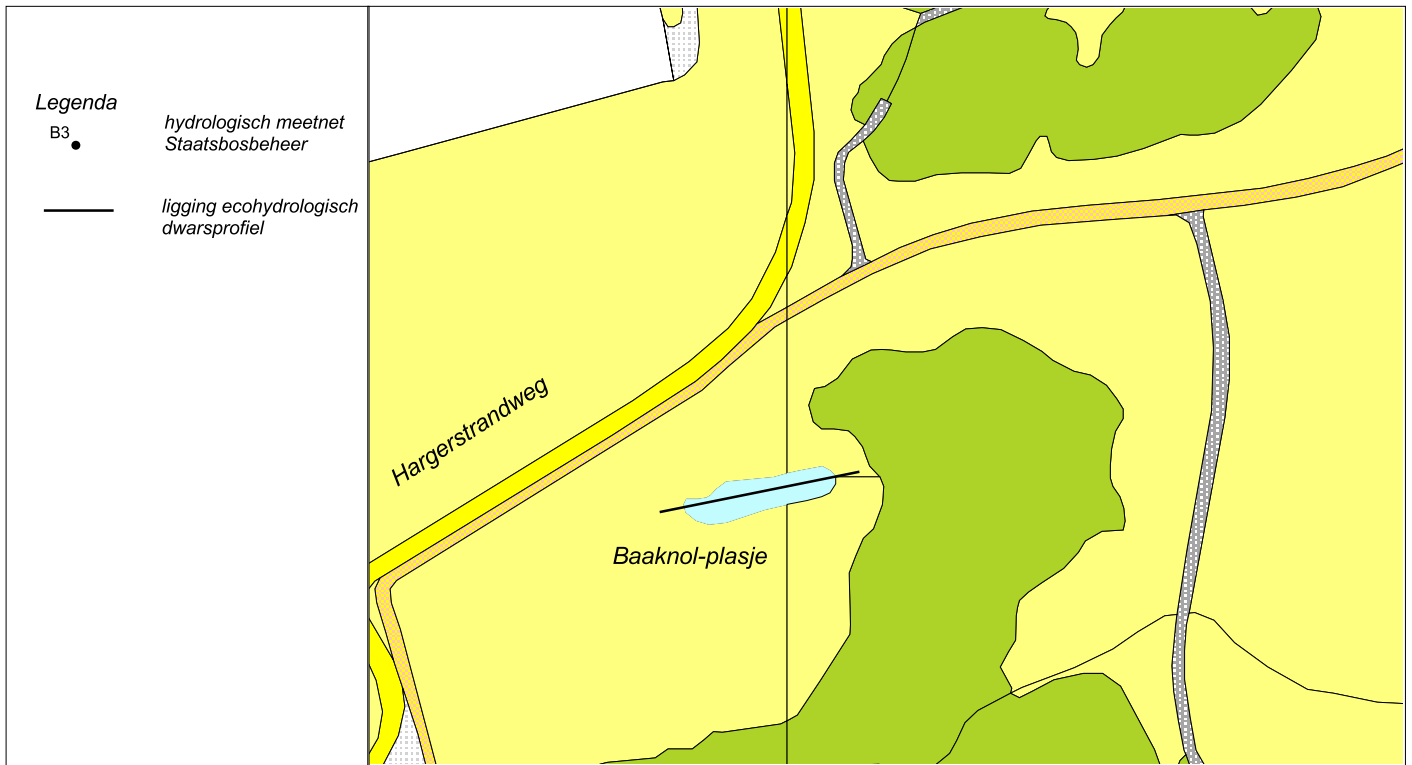 Legenda
B3
hydrologisch meetnet
Staatsbosbeheer
ligging ecohydrologisch
dwarsprofiel
Hargerstrandweg
Baaknol-plasje